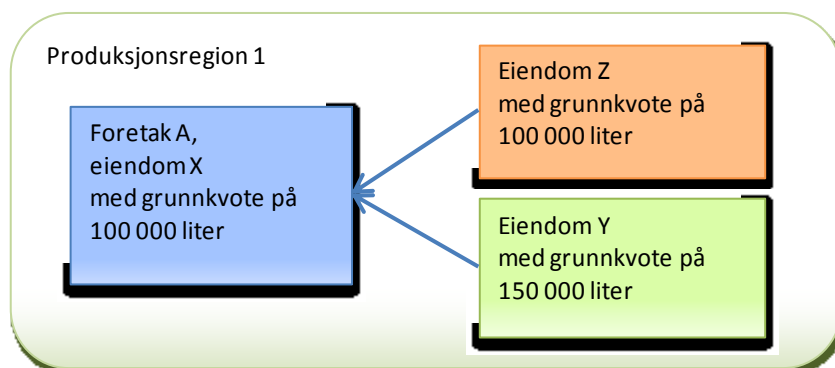 Produksjonsregion 1
Foretak A,
eiendom X
med grunnkvote på
100 000 liter
Eiendom Z
med grunnkvote på
100 000 liter
Eiendom Y
med grunnkvote på
150 000 liter